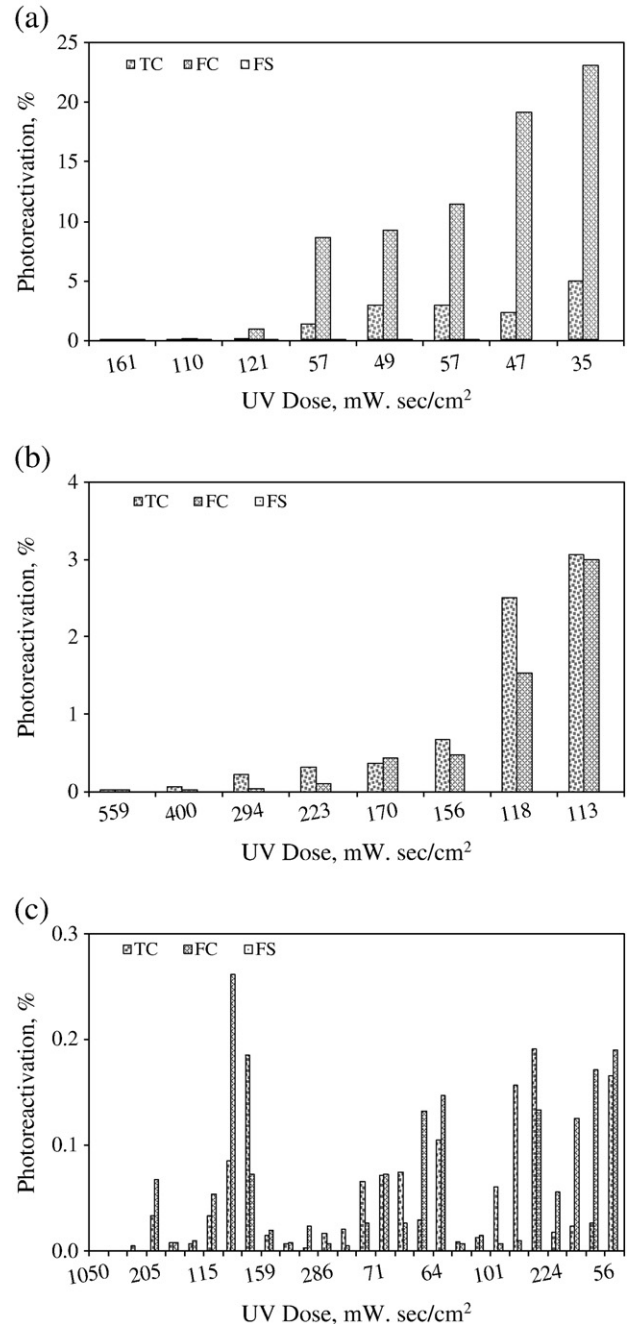 (a)
25
TC FC FS
20
15
10
5
0
Photoreactivation, %
161 110 121 57 49 57 47 35
UV Dose, mW. sec/cm²
(b)
4
TC FC FS
3
2
1
0
Photoreactivation, %
559 400 294 223 170 156 118 113
UV Dose, mW. sec/cm²
(c)
0.3
TC FC FS
0.2
0.1
0.0
Photoreactivation, %
1050 205 115 159 286 71 64 101 224 56
UV Dose, mW. sec/cm²